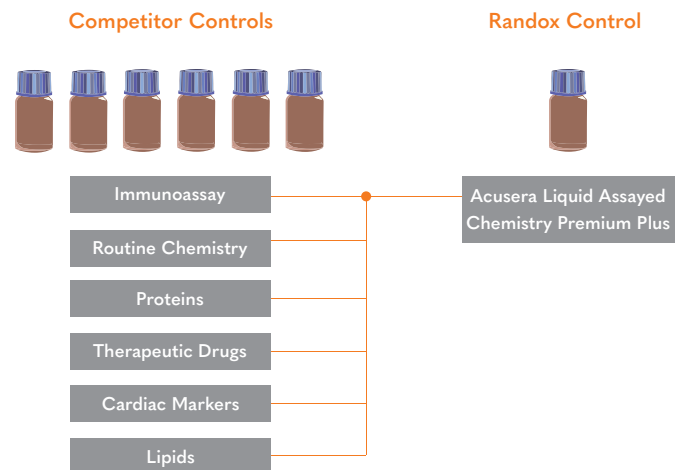 Competitor Controls
Randox Control
Immunoassay
Routine Chemistry
Proteins
Therapeutic Drugs
Cardiac Markers
Lipids
Acusera Liquid Assayed
Chemistry Premium Plus